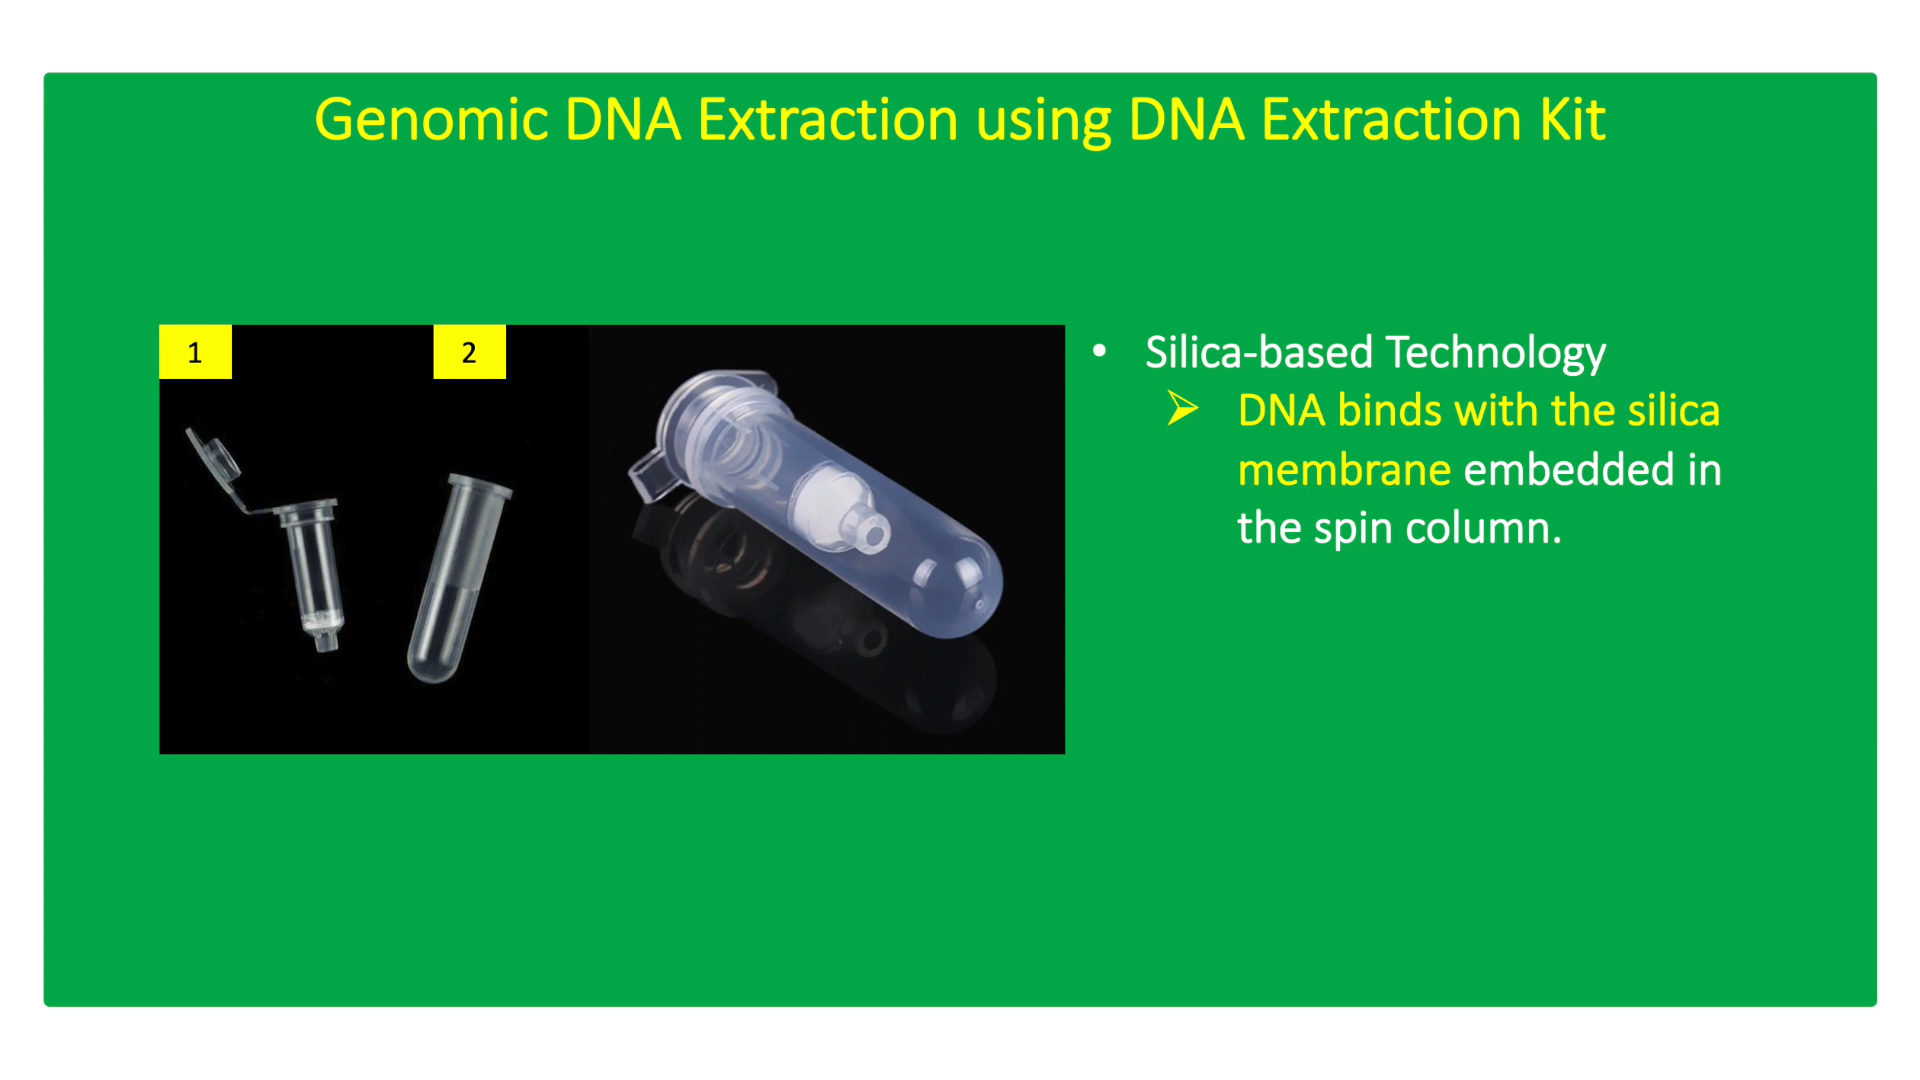 Genomic DNA Extraction using DNA Extraction Kit
1
2
• Silica-based Technology
➢ DNA binds with the silica
membrane embedded in
the spin column.